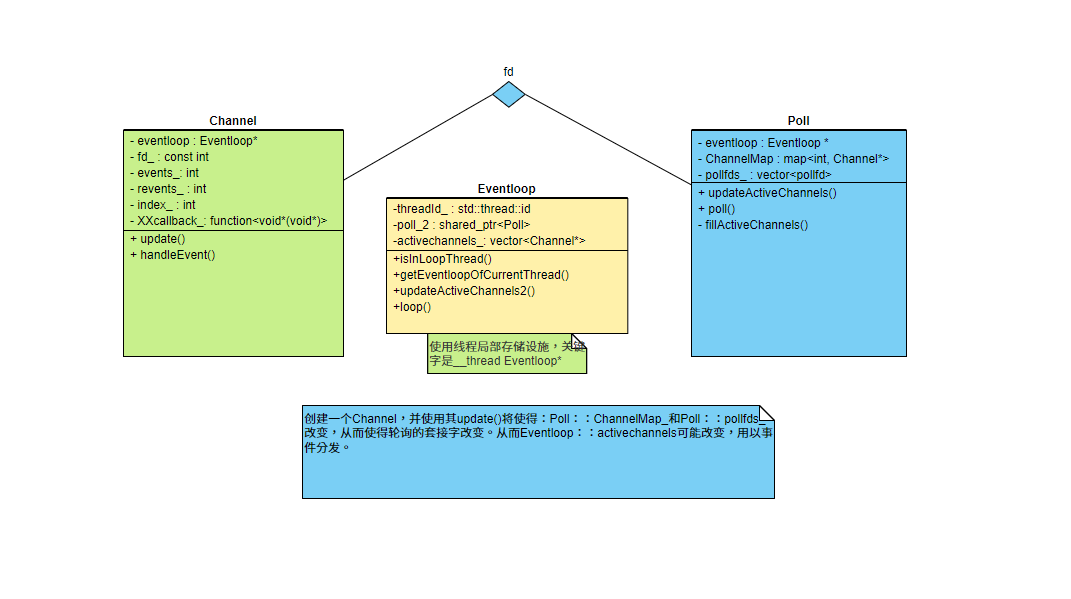 fd
Channel
- eventloop : Eventloop*
- fd_ : const int
- events_: int
- revents_ : int
- index_ : int
- XXcallback_: function<void*(void*)>
+ update()
+ handleEvent()
Eventloop
-threadId_ : std::thread::id
-poll_2 : shared_ptr<Poll>
-activechannels_: vector<Channel*>
+isInLoopThread()
+getEventloopOfCurrentThread()
+updateActiveChannels2()
+loop()
使用线程局部存储设施，关键
字是__thread Eventloop*
Poll
- eventloop : Eventloop *
- ChannelMap : map<int, Channel*>
- pollfds_ : vector<pollfd>
+ updateActiveChannels()
+ poll()
- fillActiveChannels()
创建一个Channel，并使用其update()将使得：Poll：：ChannelMap_和Poll：：pollfds_
改变，从而使得轮询的套接字改变。从而Eventloop：：activechannels可能改变，用以事
件分发。